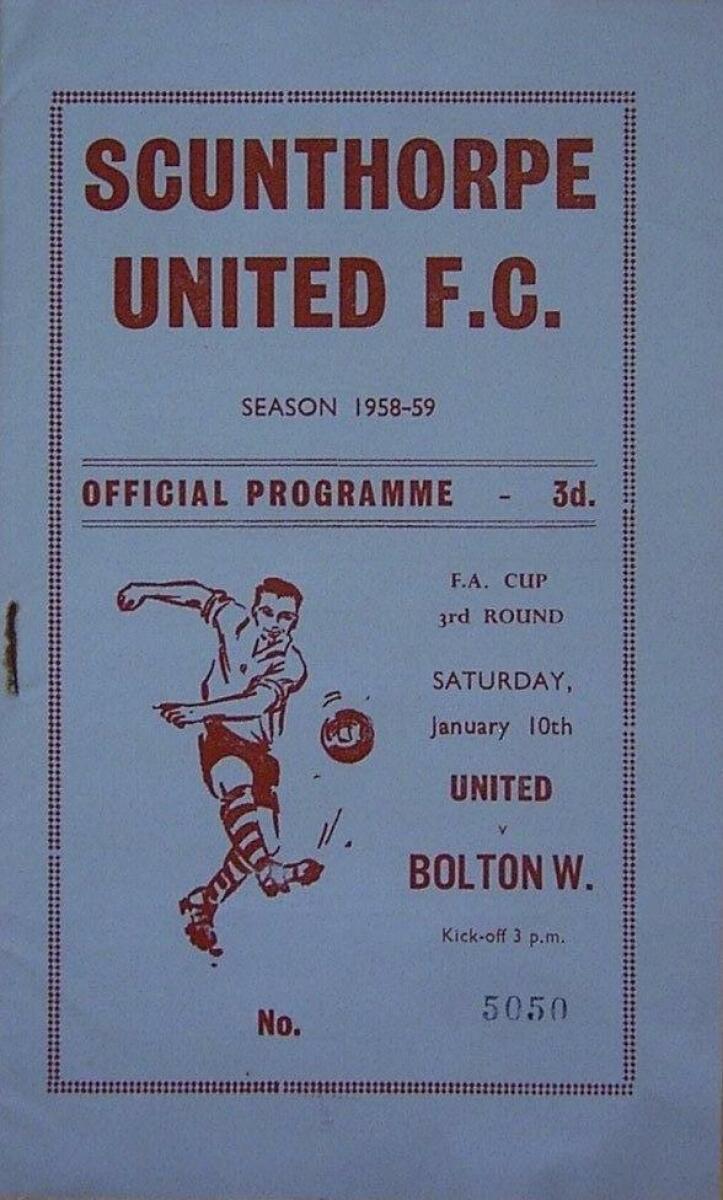 SCUNTHORPE
UNITED F.C.
SEASON 1958-59
OFFICIAL PROGRAMME - 3d.
F.A. CUP
3rd ROUND
SATURDAY,
January 10th
UNITED
v
BOLTON W.
Kick-off 3 p.m.
No. 5050